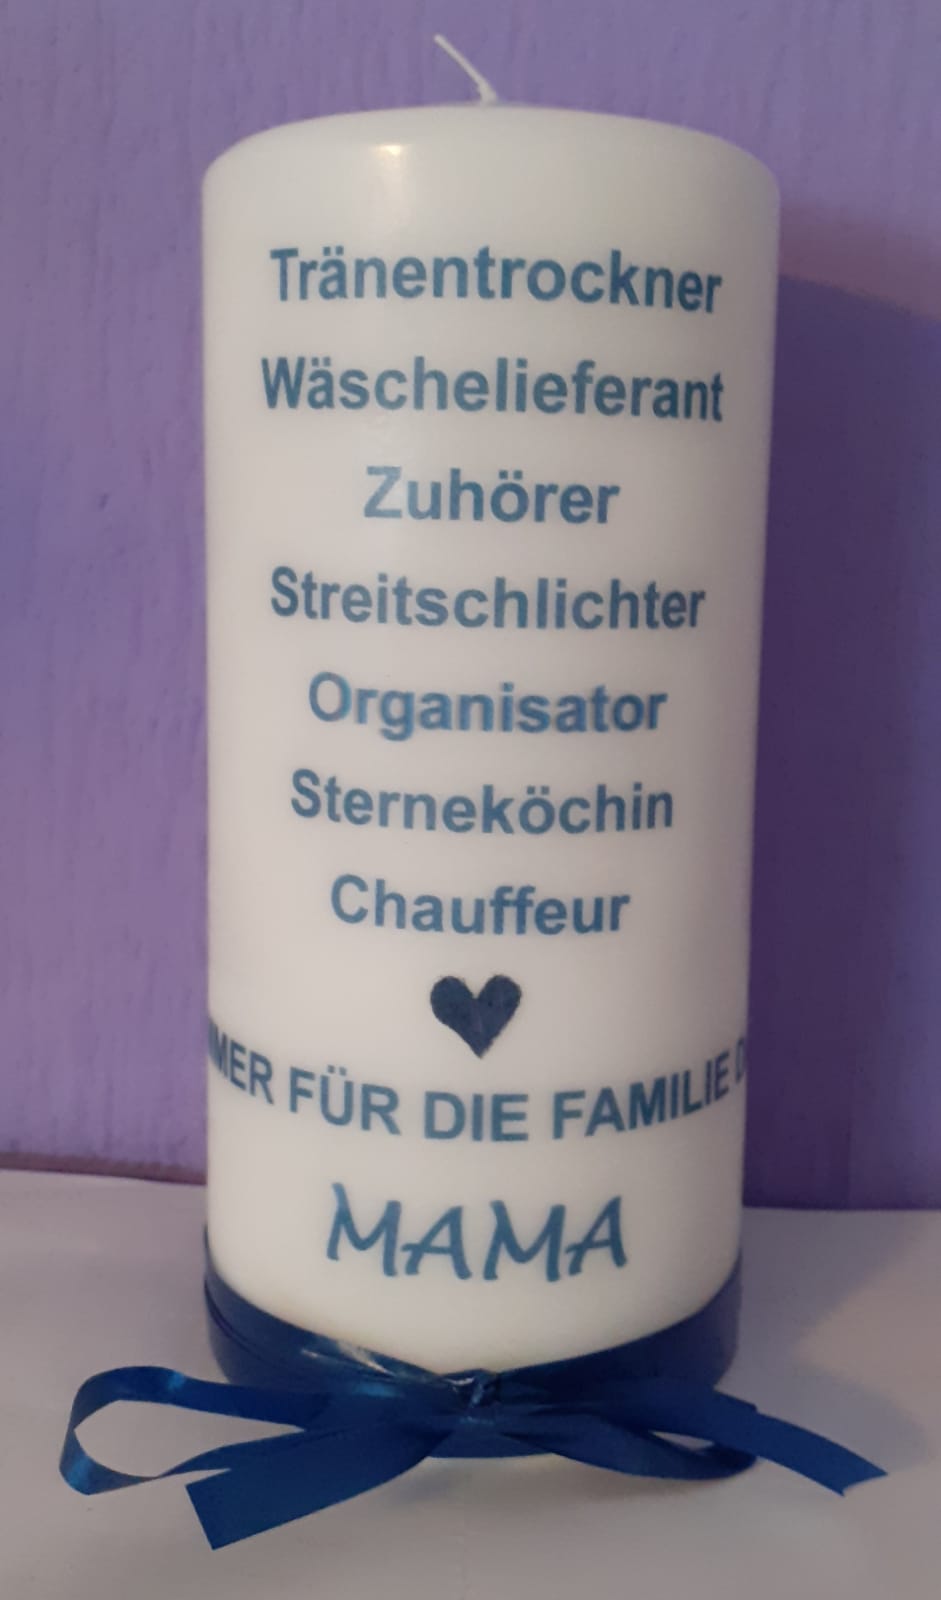 Tränentrockner
Wäschelieferant
Zuhörer
Streitschlichter
Organisator
Sterneköchin
Chauffeur
FÜR DIE FAMILIE
MAMA